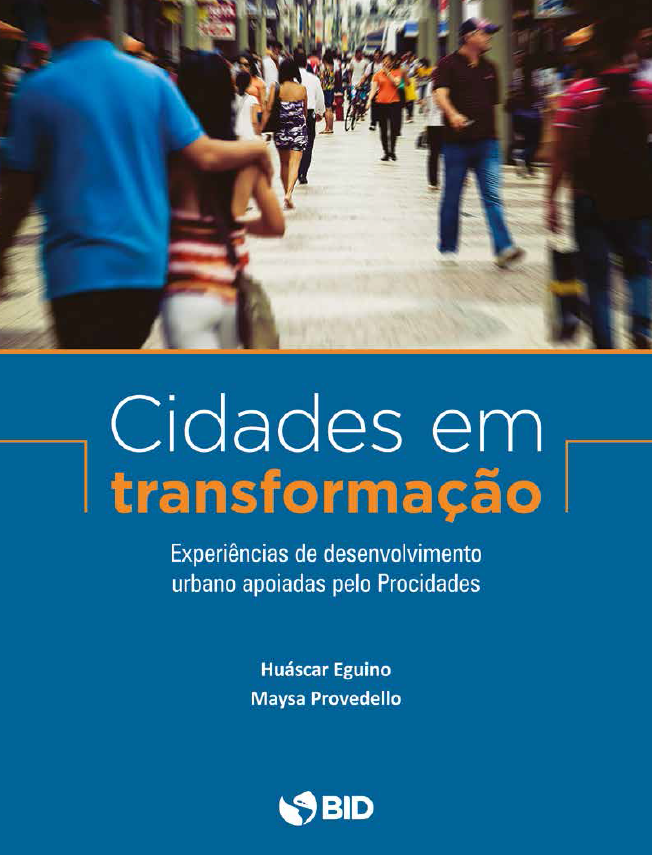 Cidades em
transformação
Experiências de desenvolvimento
urbano apoiadas pelo Procidades
Huáscar Eguino
Maysa Provedello
BID